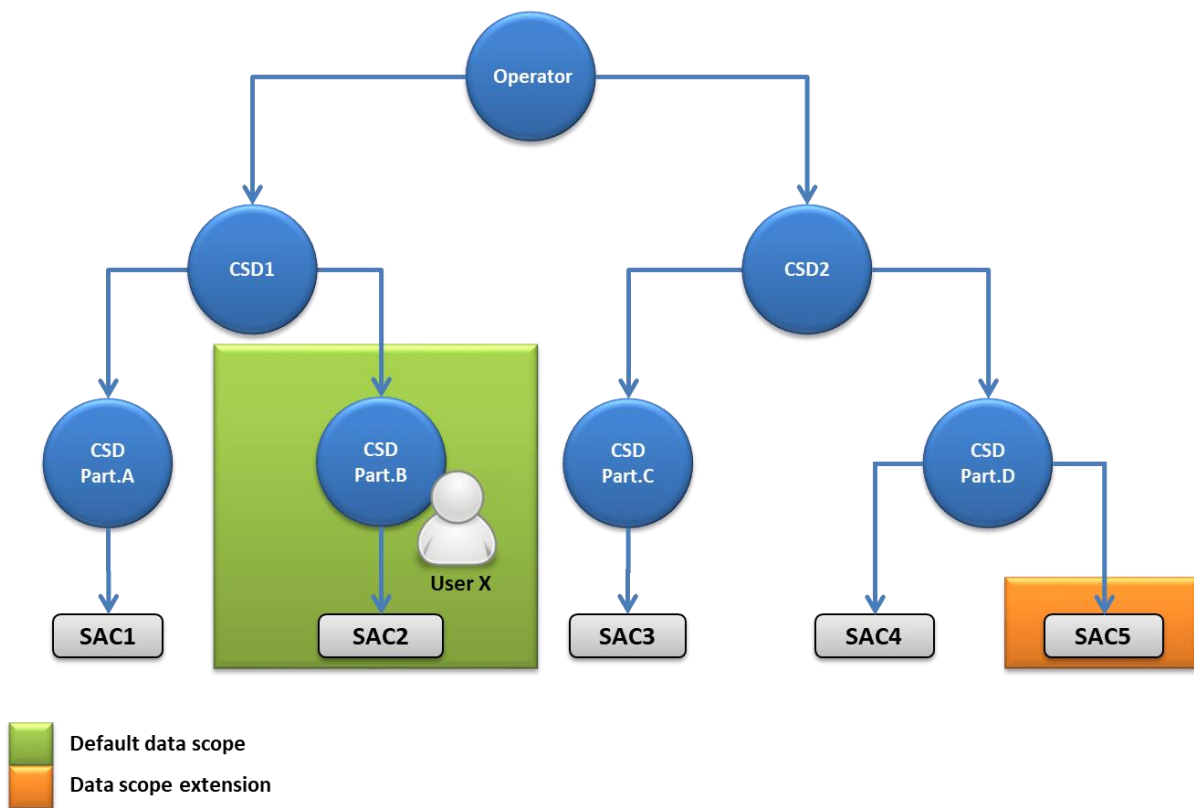 Operator
CSD1
CSD2
CSD
Part.A
CSD
Part.B
CSD
Part.C
CSD
Part.D
User X
SAC1
SAC2
SAC3
SAC4
SAC5
Default data scope
Data scope extension